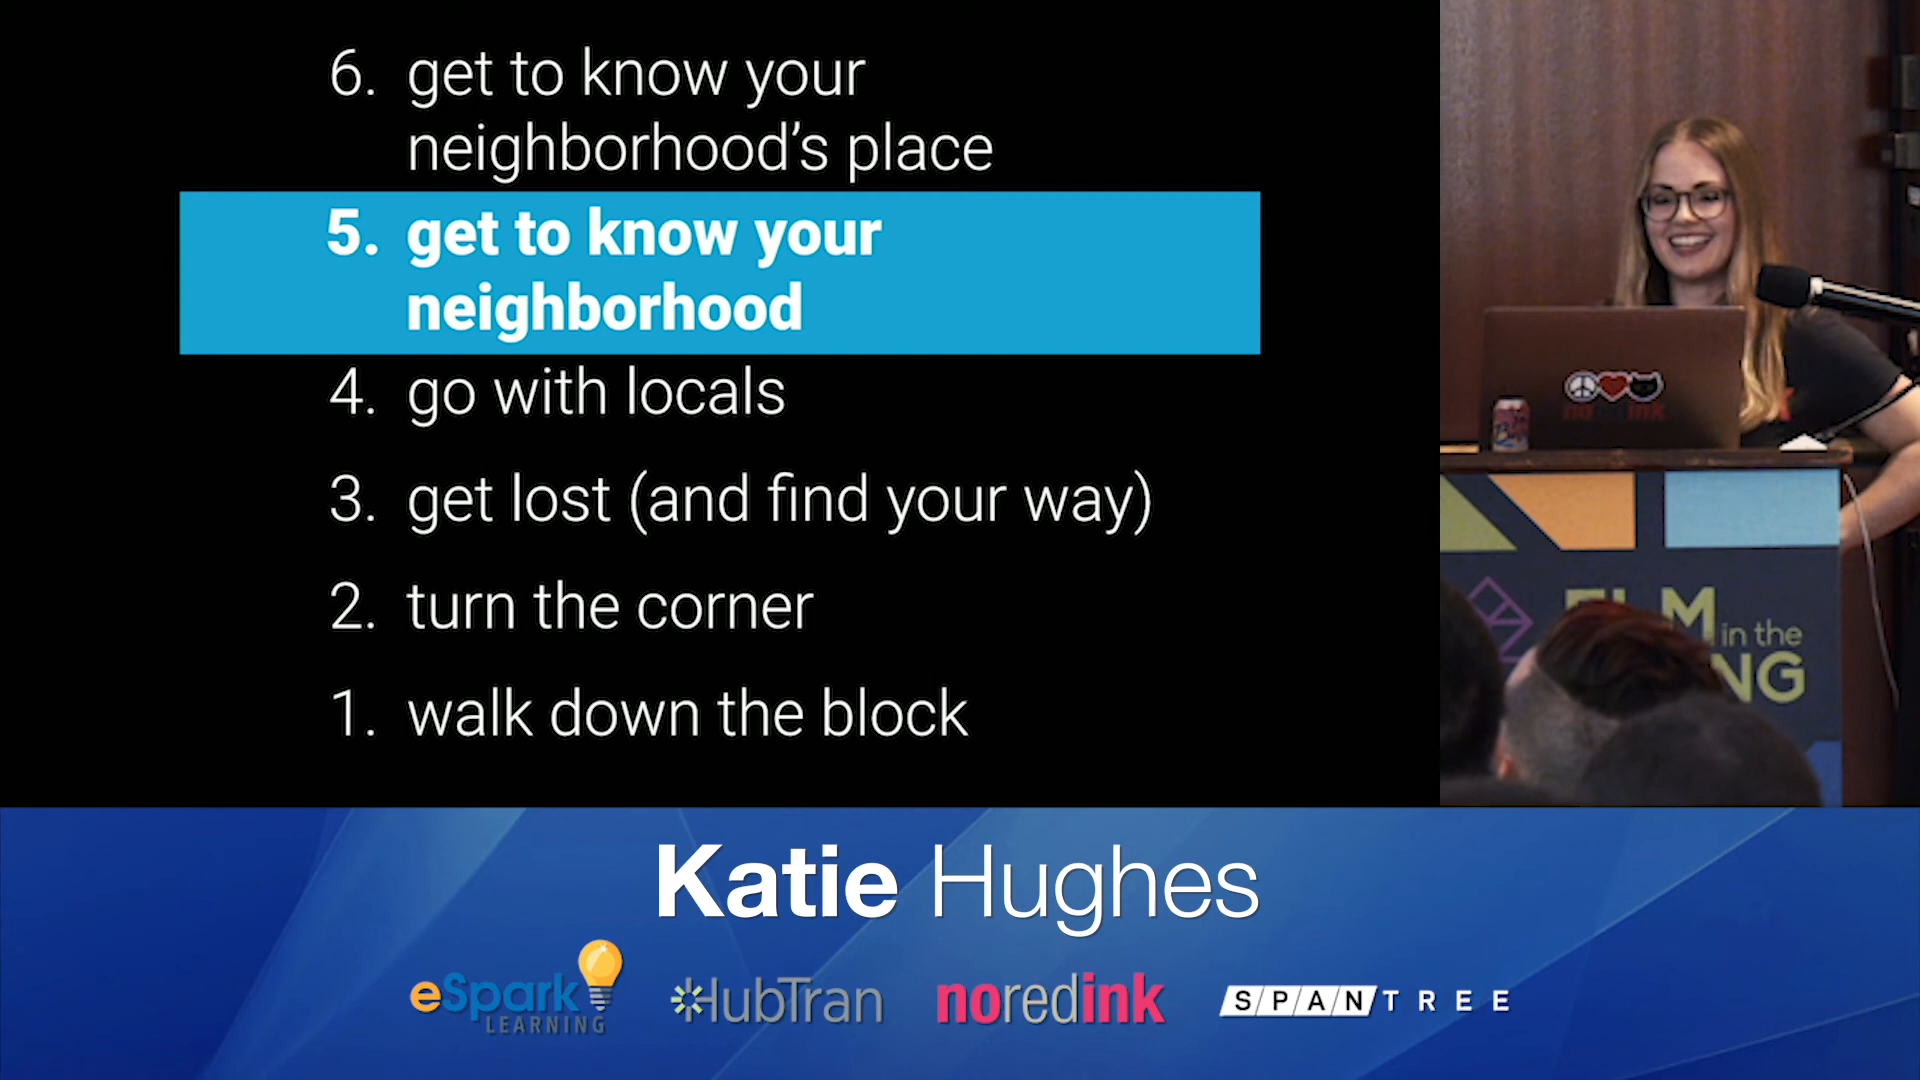 6. get to know your
neighborhood's place
5. get to know your
neighborhood
4. go with locals
3. get lost (and find your way)
2. turn the corner
1. walk down the block
in the
Katie Hughes
eSpark
LEARNING
HubTran
noredink
SPANTREE